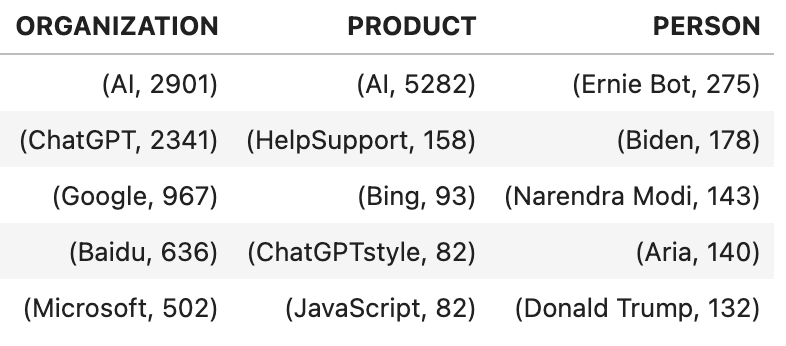 ORGANIZATION PRODUCT PERSON
(AI, 2901) (AI, 5282) (Ernie Bot, 275)
(ChatGPT, 2341) (HelpSupport, 158) (Biden, 178)
(Google, 967) (Bing, 93) (Narendra Modi, 143)
(Baidu, 636) (ChatGPTstyle, 82) (Aria, 140)
(Microsoft, 502) (JavaScript, 82) (Donald Trump, 132)